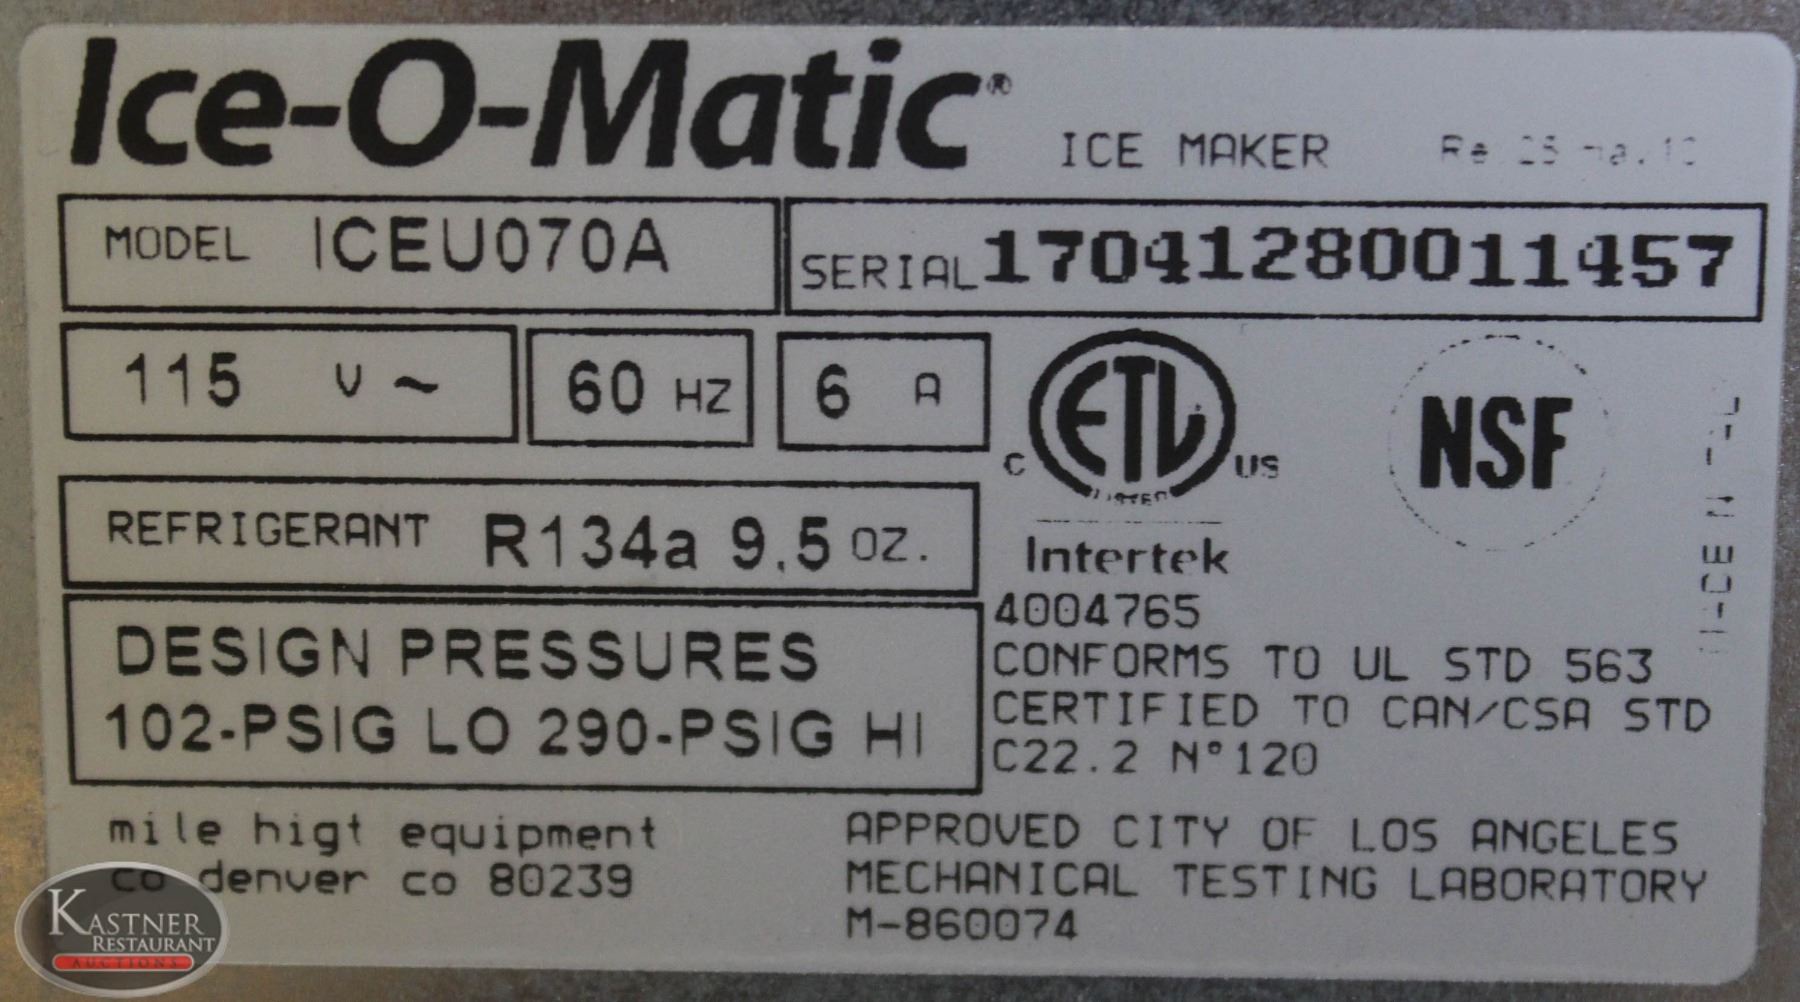 Ice-O-Matic®
ICE MAKER
MODEL ICEU070A
SERIAL 17041280011457
115 V ~
60 HZ
6 A
C ETL US
LISTED
Intertek
NSF
REFRIGERANT R134a 9.5 OZ.
4004765
CONFORMS TO UL STD 563
CERTIFIED TO CAN/CSA STD
C22.2 N°120
DESIGN PRESSURES
102-PSIG LO 290-PSIG HI
mile higt equipment
co denver co 80239
APPROVED CITY OF LOS ANGELES
MECHANICAL TESTING LABORATORY
M-860074
KASTNER
RESTAURANT
AUCTIONS